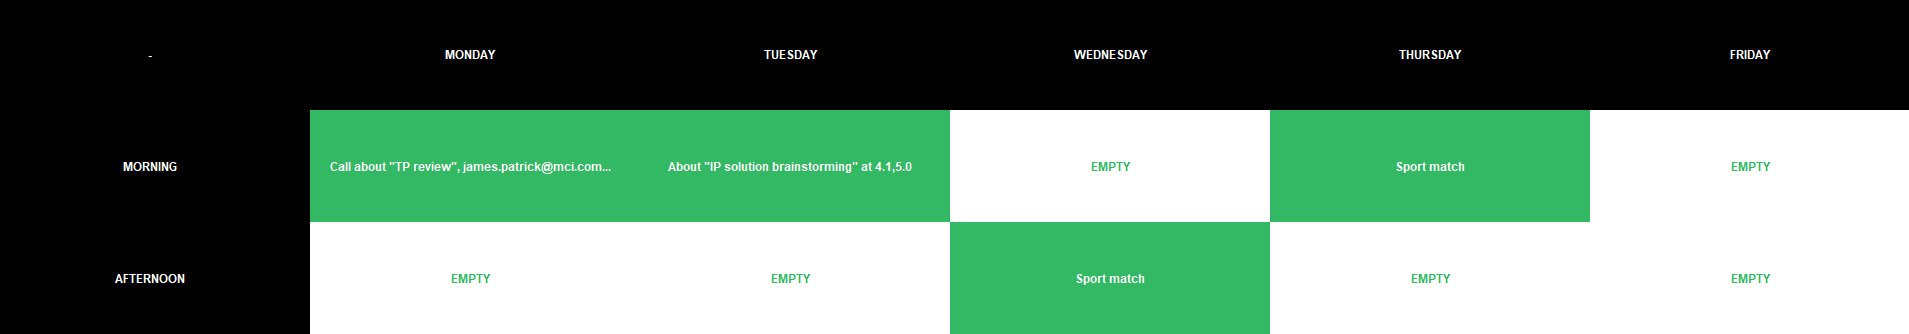 -
MONDAY
TUESDAY
WEDNESDAY
THURSDAY
FRIDAY
MORNING
Call about "TP review", james.patrick@mci.com...
About "IP solution brainstorming" at 4.1,5.0
EMPTY
Sport match
EMPTY
AFTERNOON
EMPTY
EMPTY
Sport match
EMPTY
EMPTY